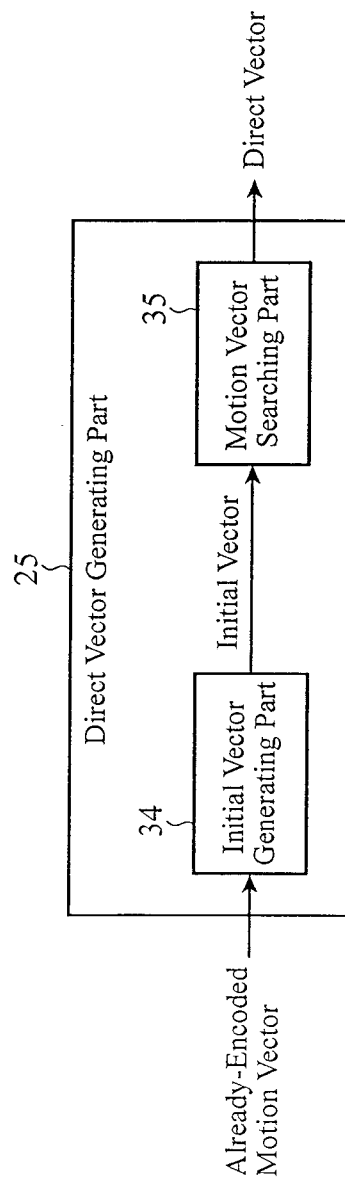 25
Direct Vector Generating Part
34
35
Already-Encoded
Motion Vector
Initial Vector
Generating Part
Initial Vector
Motion Vector
Searching Part
Direct Vector